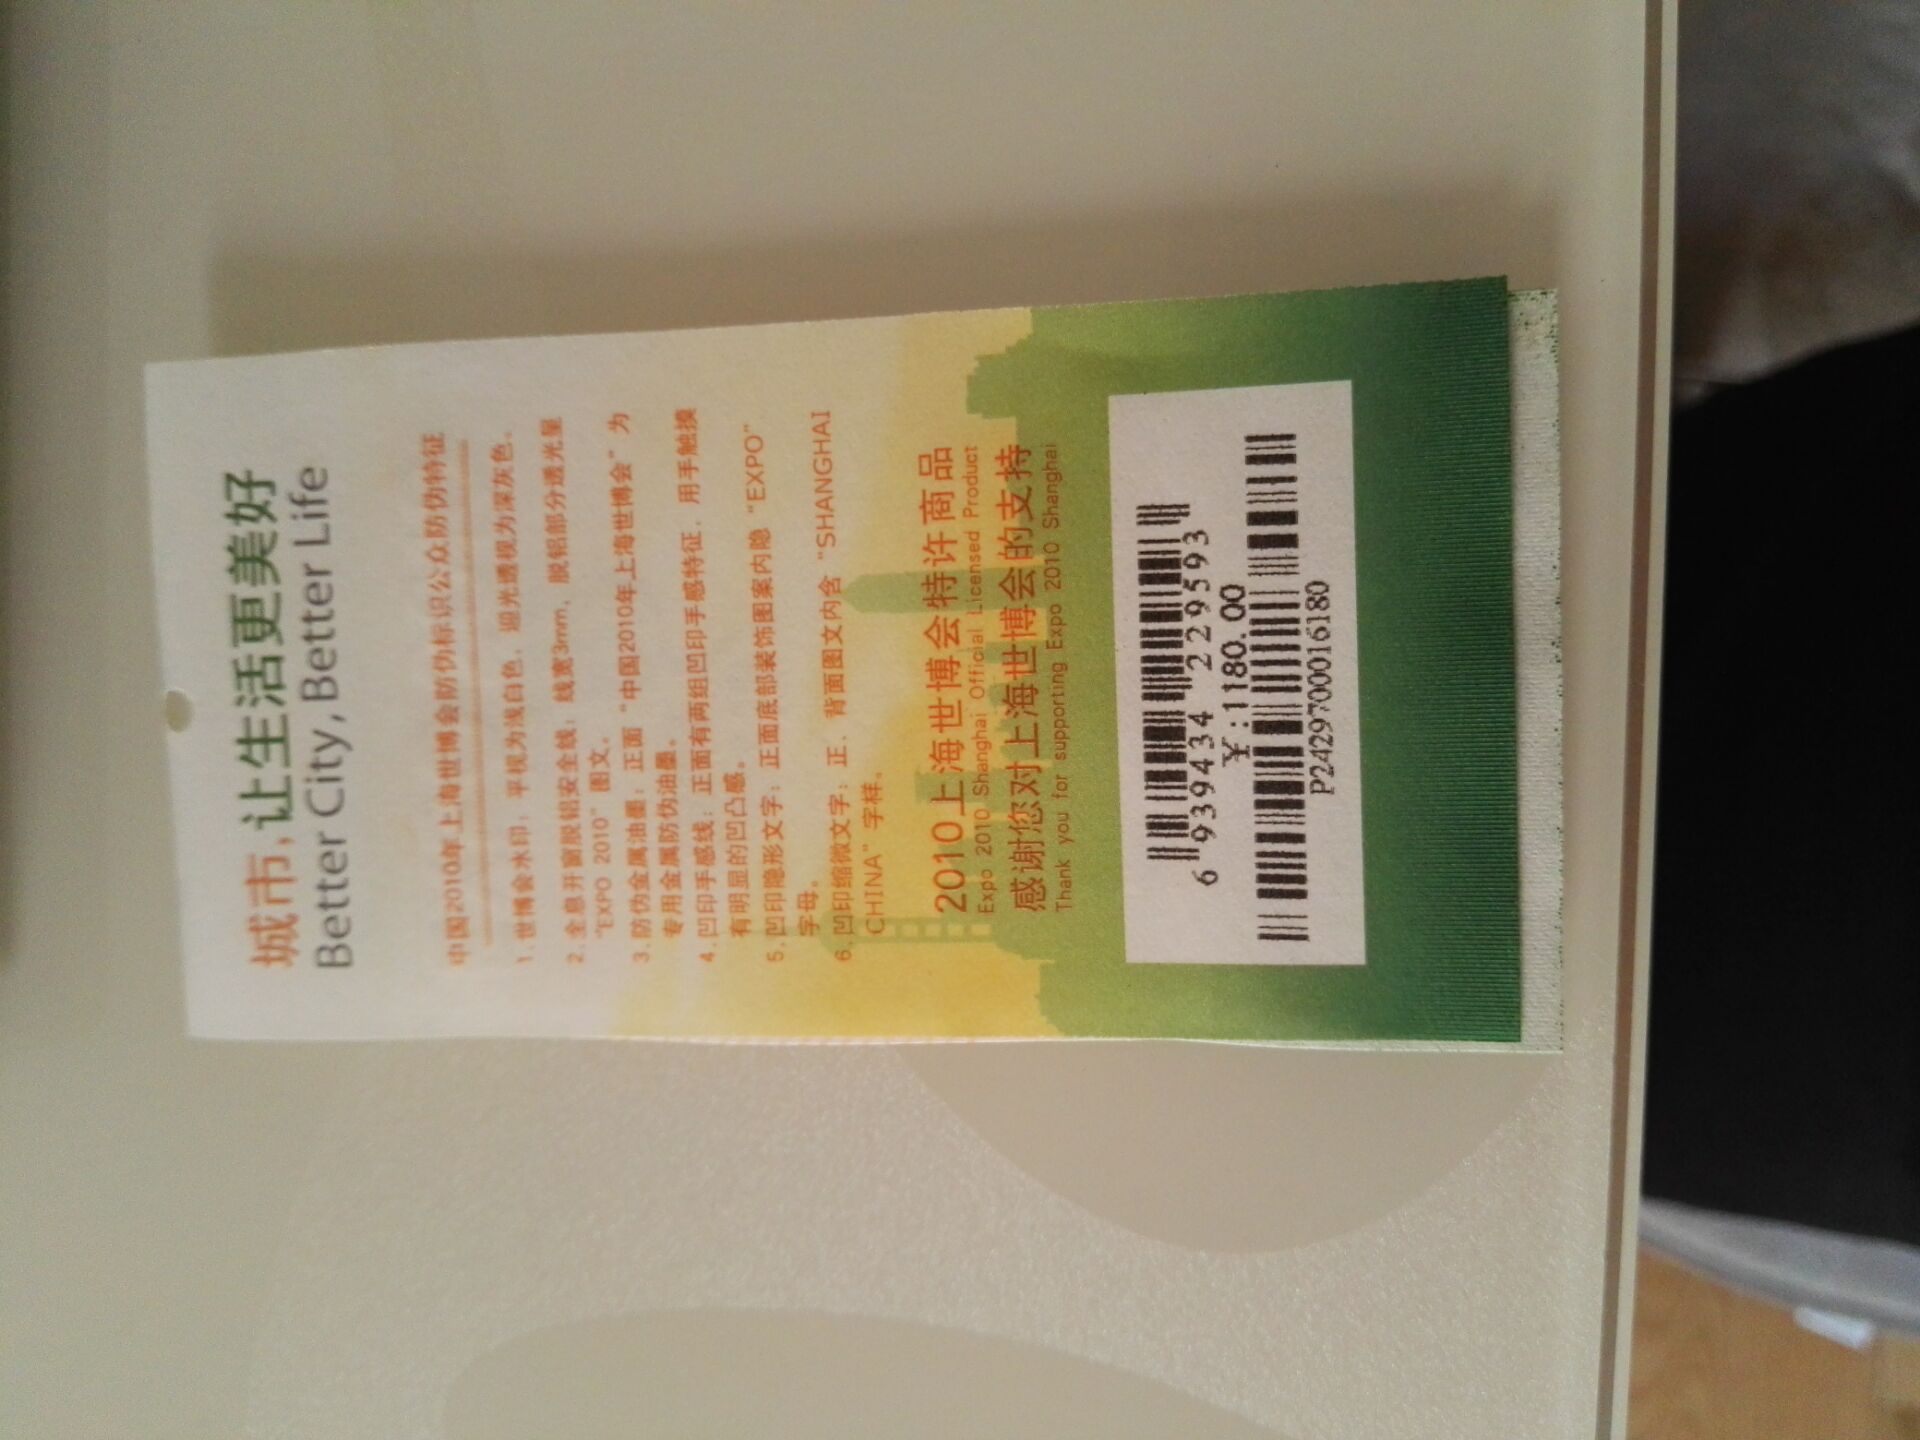 城市,让生活更美好
Better City, Better Life
中国2010年上海世博会防伪标识公众防伪特征
1. 世博会水印：平视为浅白色，迎光透视为深灰色。
2. 全息开窗脱铝安全线：线宽3mm，脱铝部分透光呈
"EXPO 2010" 图文。
3. 防伪金属油墨：正面 "中国2010年上海世博会" 为
专用金属防伪油墨。
4. 凹印手感线：正面有两组凹印手感特征，用手触摸
有明显的凹凸感。
5. 凹印隐形文字：正面底部装饰图案内隐 "EXPO"
字母。
6. 凹印缩微文字：正、背面图文内含 "SHANGHAI
CHINA" 字样。
2010上海世博会特许商品
Expo 2010 Shanghai Official Licensed Product
感谢您对上海世博会的支持
Thank you for supporting Expo 2010 Shanghai
6 939434 229593
¥:1180.00
P2429700016180